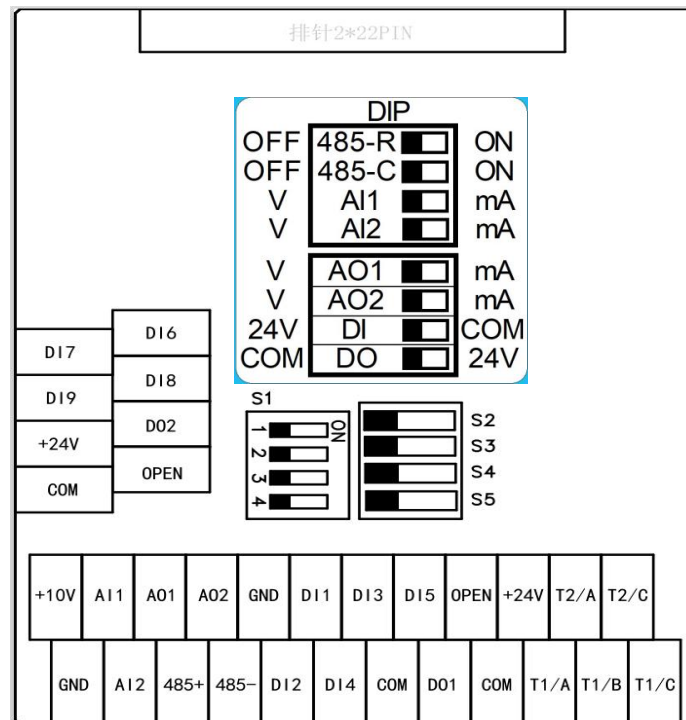 排针2*22PIN
DIP
OFF 485-R ON
OFF 485-C ON
V AI1 mA
V AI2 mA
V AO1 mA
V AO2 mA
24V DI COM
COM DO 24V
DI7 DI6
DI9 DI8
+24V DO2
COM OPEN
S1
1 ON
2
3
4
S2
S3
S4
S5
+10V AI1 AO1 AO2 GND DI1 DI3 DI5 OPEN +24V T2/A T2/C
GND AI2 485+ 485- DI2 DI4 COM DO1 COM T1/A T1/B T1/C